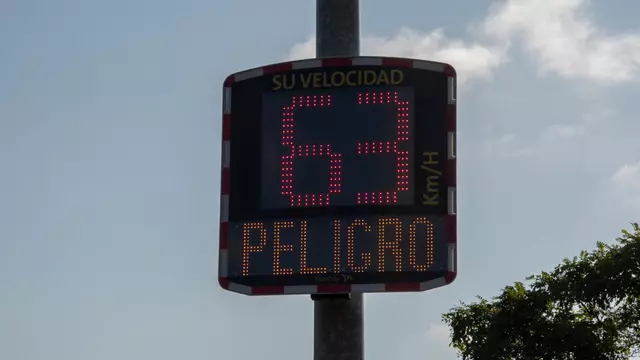 SU VELOCIDAD
63
Km/H
PELIGRO